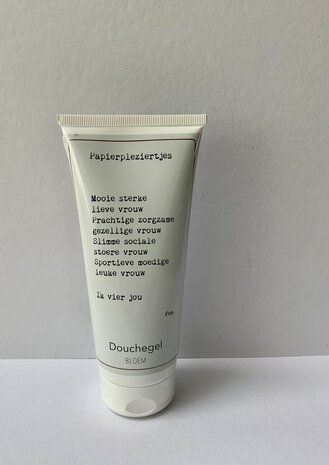 Papierpleziertjes
Mooie sterke
lieve vrouw
Prachtige zorgzame
gezellige vrouw
Slimme sociale
stoere vrouw
Sportieve moedige
leuke vrouw
Ik vier jou
Douchegel
BLOEM